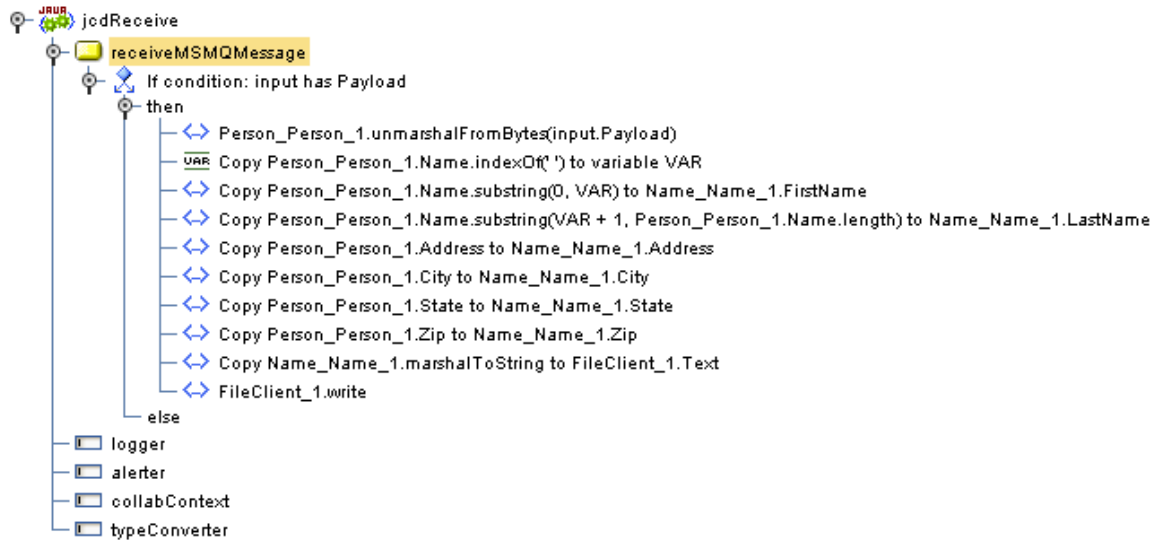 JAVA jcdReceive
receiveMSMQMessage
If condition: input has Payload
then
Person_Person_1.unmarshalFromBytes(input.Payload)
VAR Copy Person_Person_1.Name.indexOf(' ') to variable VAR
Copy Person_Person_1.Name.substring(0, VAR) to Name_Name_1.FirstName
Copy Person_Person_1.Name.substring(VAR + 1, Person_Person_1.Name.length) to Name_Name_1.LastName
Copy Person_Person_1.Address to Name_Name_1.Address
Copy Person_Person_1.City to Name_Name_1.City
Copy Person_Person_1.State to Name_Name_1.State
Copy Person_Person_1.Zip to Name_Name_1.Zip
Copy Name_Name_1.marshalToString to FileClient_1.Text
FileClient_1.write
else
logger
alerter
collabContext
typeConverter